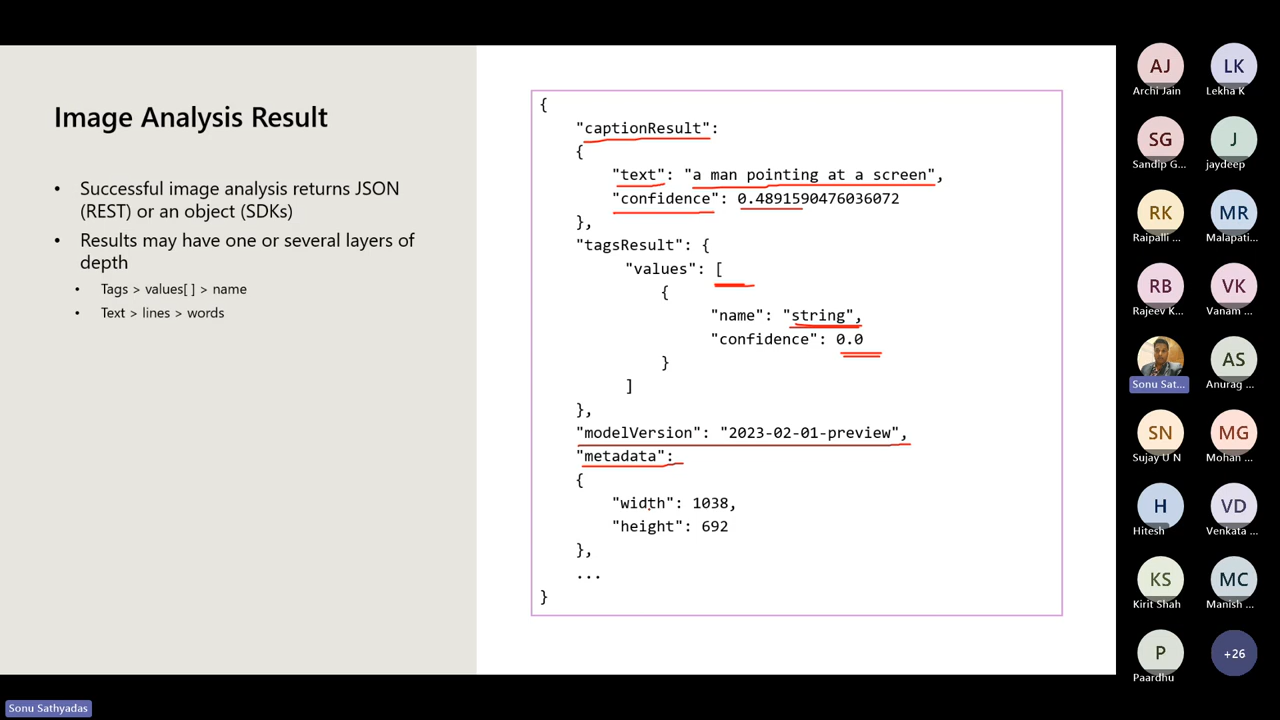 Image Analysis Result
• Successful image analysis returns JSON
(REST) or an object (SDKs)
• Results may have one or several layers of
depth
• Tags > values[ ] > name
• Text > lines > words
{
"captionResult":
{
"text": "a man pointing at a screen",
"confidence": 0.4891590476036072
},
"tagsResult": {
"values": [
{
"name": "string",
"confidence": 0.0
}
]
},
"modelVersion": "2023-02-01-preview",
"metadata":
{
"width": 1038,
"height": 692
},
...
}
AJ
Archi Jain
LK
Lekha K
SG
Sandip G...
J
jaydeep
RK
Raipalli ...
MR
Malapati...
RB
Rajeev K...
VK
Vanam ...
Sonu Sat...
AS
Anurag ...
SN
Sujay U N
MG
Mohan ...
H
Hitesh
VD
Venkata ...
KS
Kirit Shah
MC
Manish ...
P
Paardhu
+26
Sonu Sathyadas